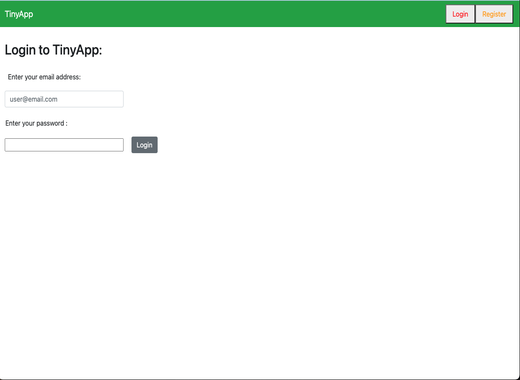 TinyApp
Login
Register
Login to TinyApp:
Enter your email address:
user@email.com
Enter your password :
Login